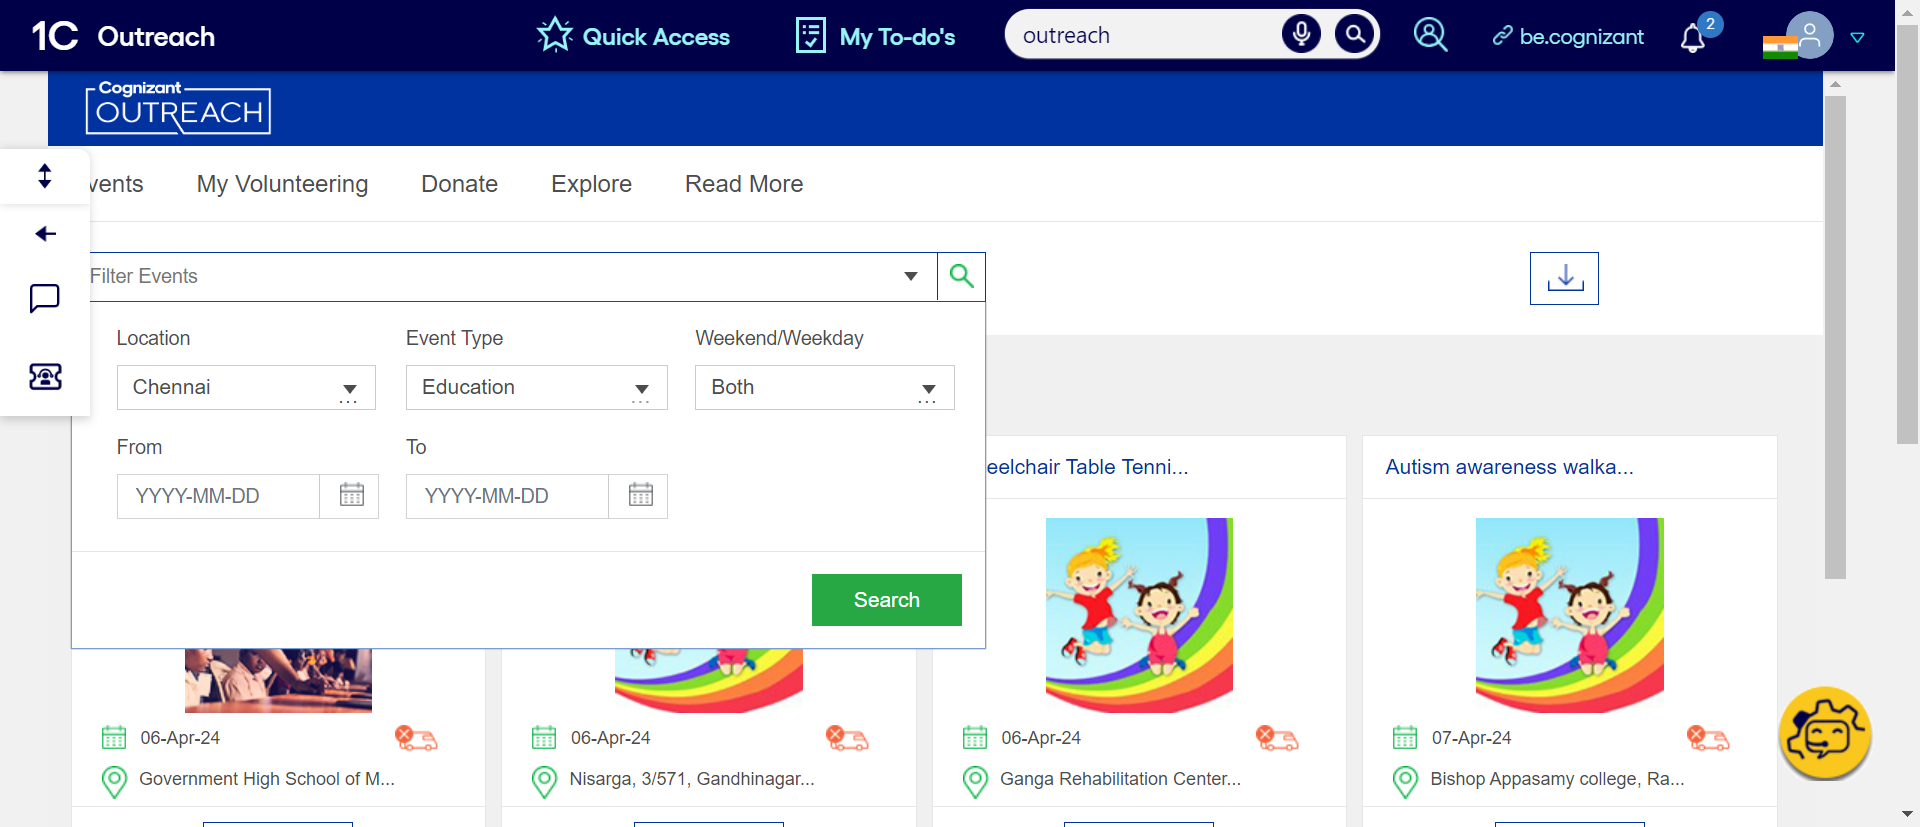 1C Outreach
Quick Access
My To-do's
outreach
be.cognizant
2
Cognizant
OUTREACH
vents
My Volunteering
Donate
Explore
Read More
Filter Events
Location
Event Type
Weekend/Weekday
Chennai
Education
Both
From
To
YYYY-MM-DD
YYYY-MM-DD
Search
eelchair Table Tenni...
Autism awareness walka...
06-Apr-24
06-Apr-24
06-Apr-24
07-Apr-24
Government High School of M...
Nisarga, 3/571, Gandhinagar...
Ganga Rehabilitation Center...
Bishop Appasamy college, Ra...